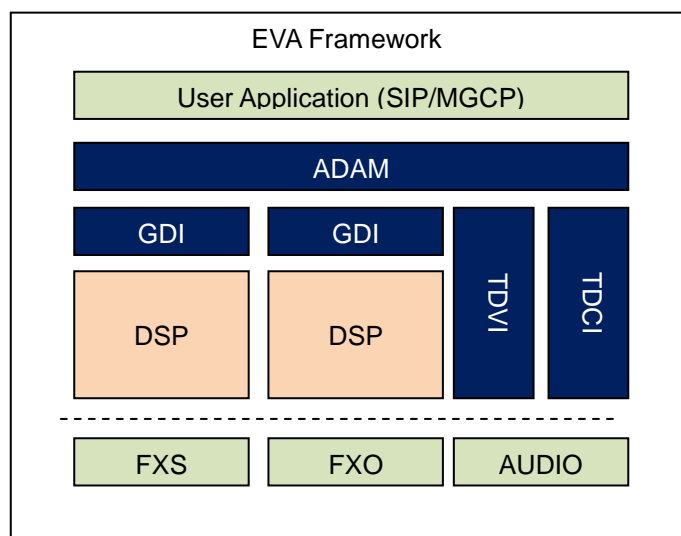 EVA Framework
User Application (SIP/MGCP)
ADAM
GDI
GDI
TDVI
TDCI
DSP
DSP
FXS
FXO
AUDIO